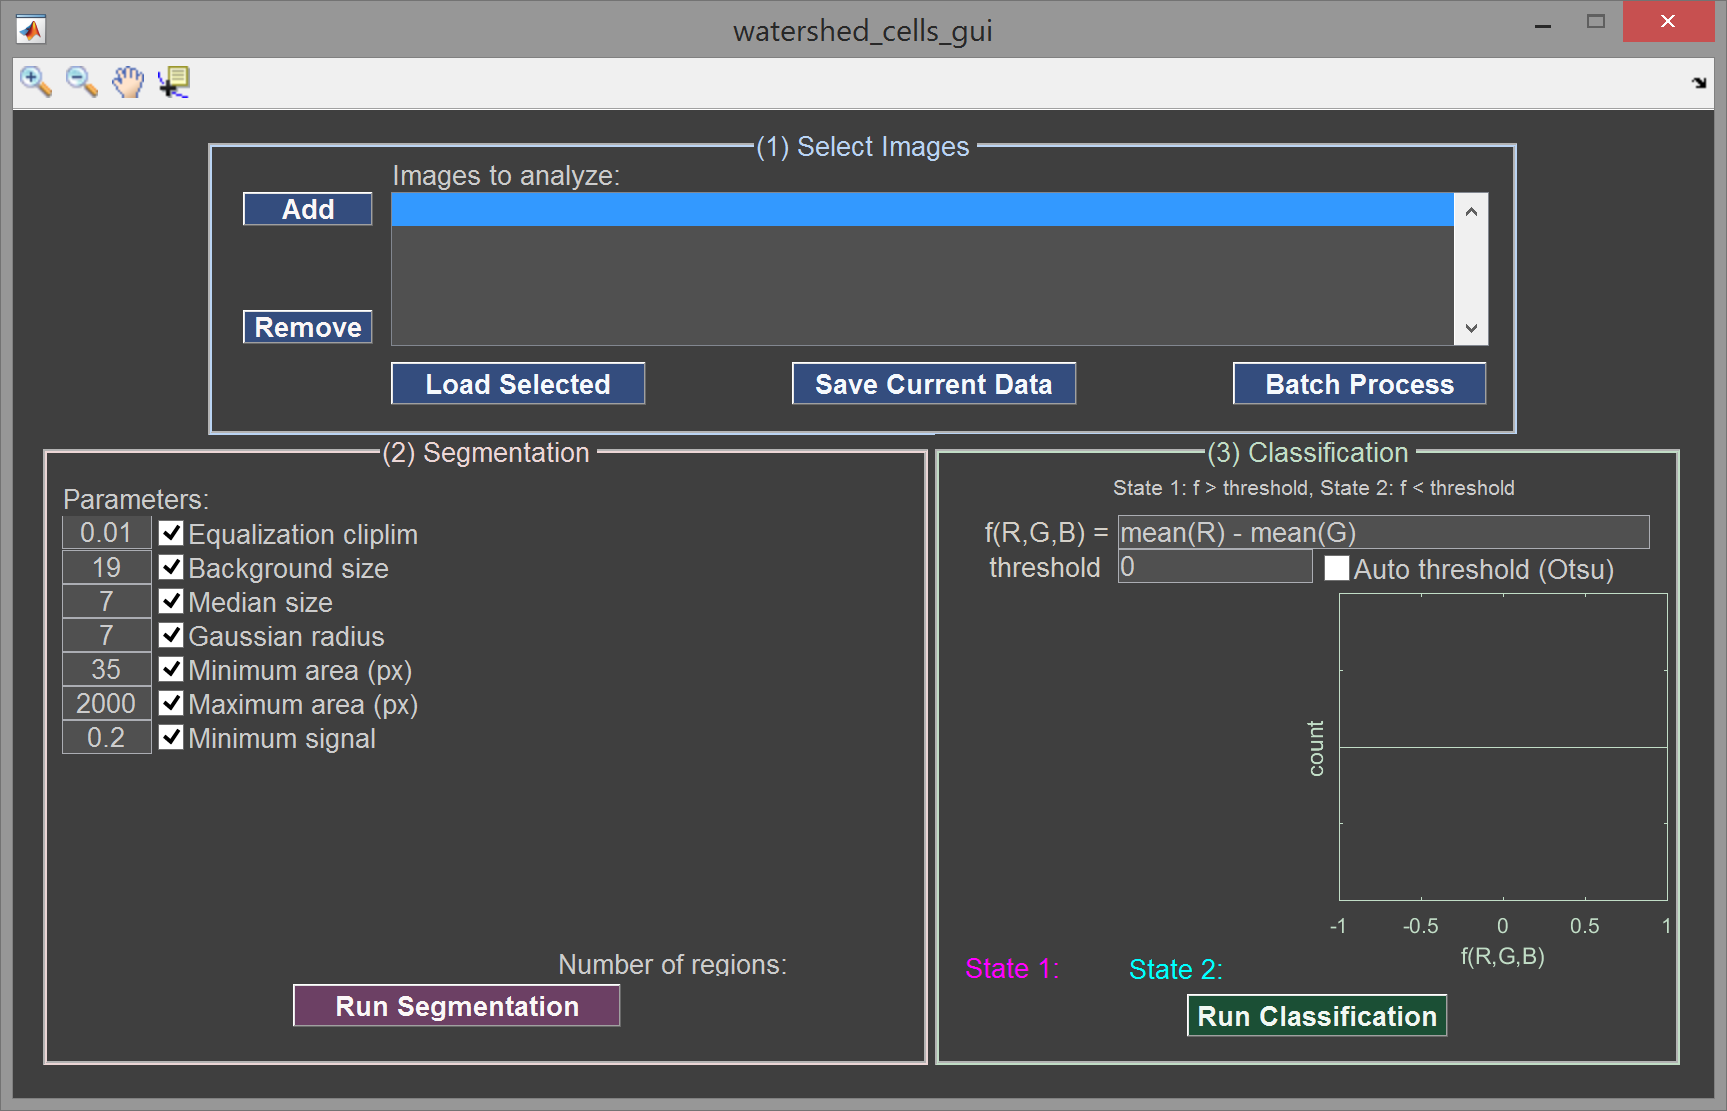 watershed_cells_gui
(1) Select Images
Images to analyze:
Add
Remove
Load Selected
Save Current Data
Batch Process
(2) Segmentation
Parameters:
0.01 Equalization cliplim
19 Background size
7 Median size
7 Gaussian radius
35 Minimum area (px)
2000 Maximum area (px)
0.2 Minimum signal
Number of regions:
Run Segmentation
(3) Classification
State 1: f > threshold, State 2: f < threshold
f(R,G,B) = mean(R) - mean(G)
threshold 0 Auto threshold (Otsu)
count
-1 -0.5 0 0.5 1
f(R,G,B)
State 1: State 2:
Run Classification